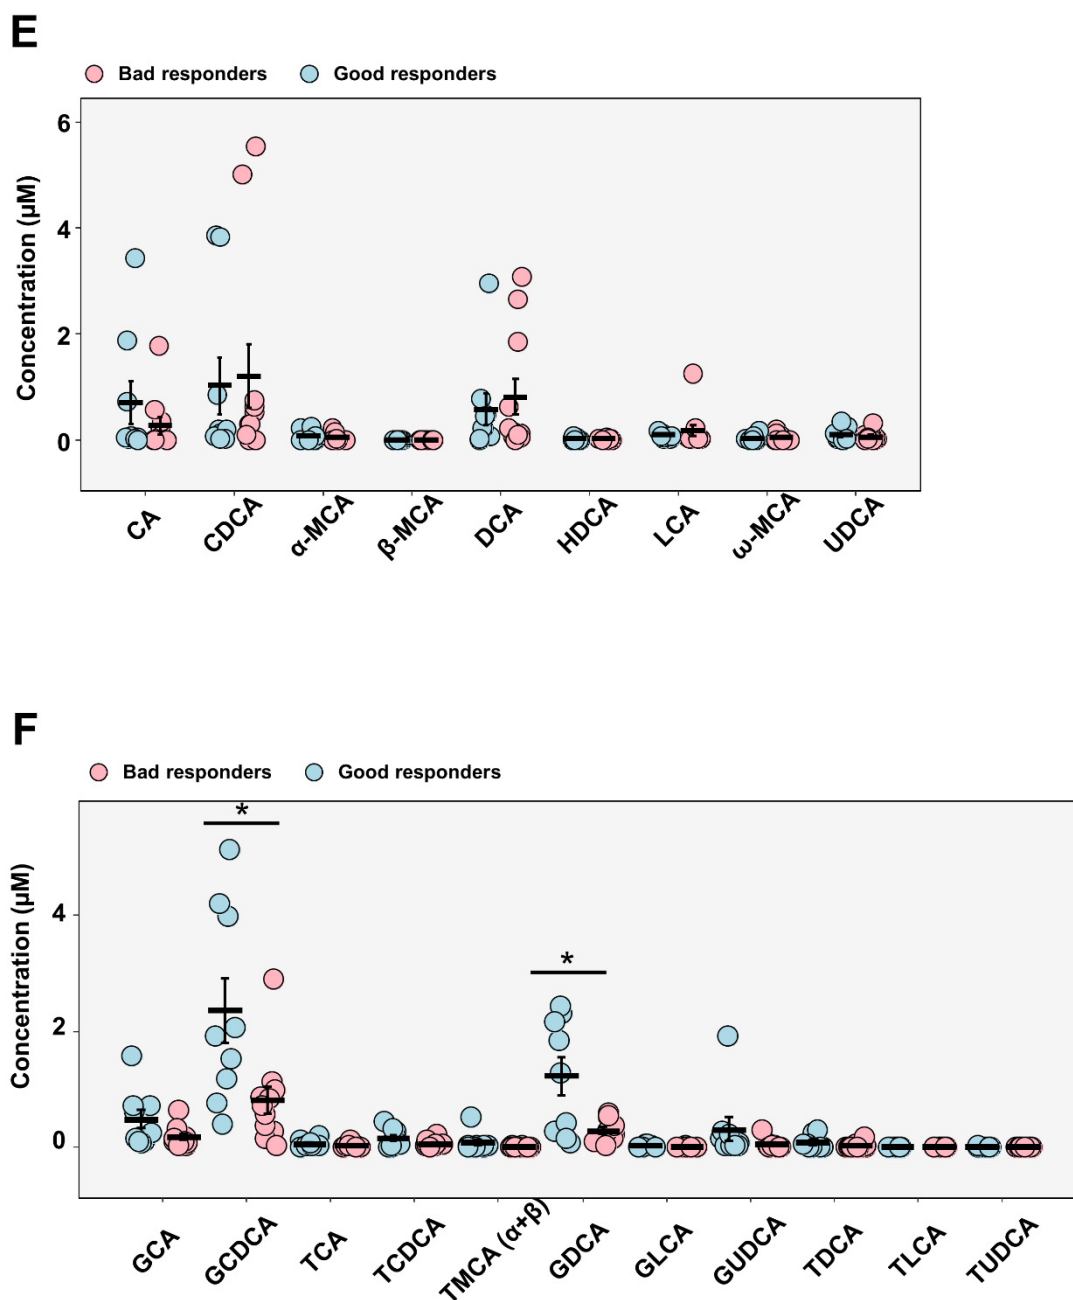 E
Bad responders Good responders
Concentration (µM)
6
4
2
0
CA CDCA α-MCA β-MCA DCA HDCA LCA ω-MCA UDCA
F
Bad responders Good responders
Concentration (µM)
*
*
4
2
0
GCA GCDCA TCA TCDCA TMCA (α+β) GDCA GLCA GUDCA TDCA TLCA TUDCA